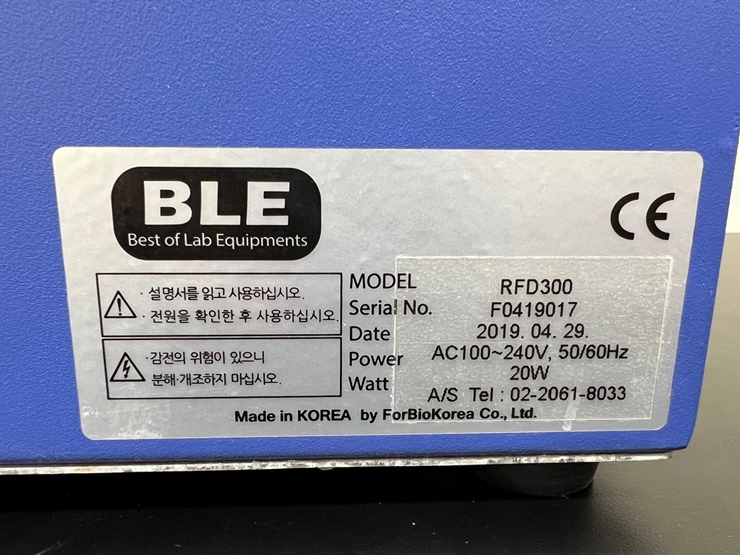 BLE
Best of Lab Equipments
CE
· 설명서를 읽고 사용하십시오.
· 전원을 확인한 후 사용하십시오.
· 감전의 위험이 있으니
분해·개조하지 마십시오.
MODEL RFD300
Serial No. F0419017
Date 2019. 04. 29.
Power AC100~240V, 50/60Hz
Watt 20W
A/S Tel : 02-2061-8033
Made in KOREA by ForBioKorea Co., Ltd.